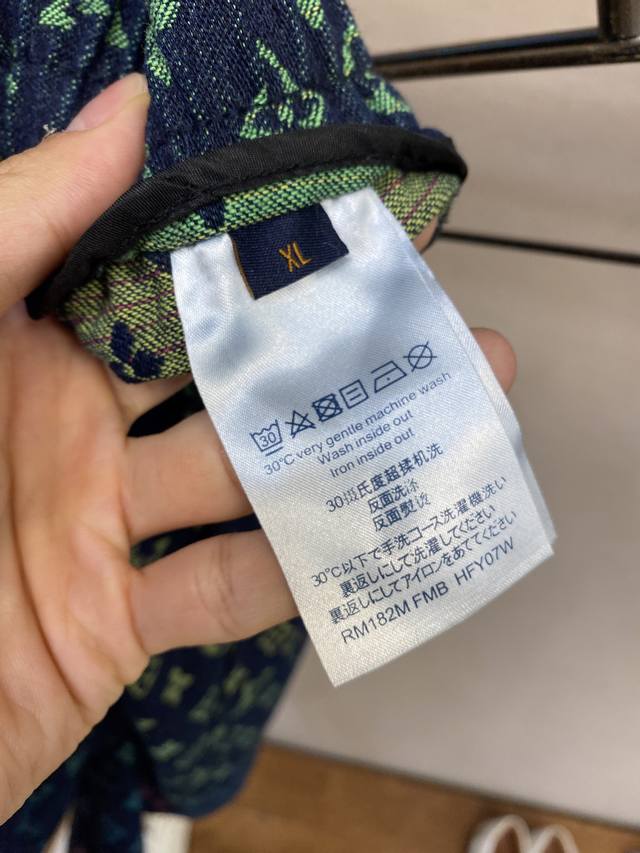 XL
30
30°C very gentle machine wash
Wash inside out
Iron inside out
30摄氏度超揉机洗
反面洗涤
反面熨烫
30°C以下で手洗コース洗濯機洗い
裏返しにして洗濯してください
裏返しにしてアイロンをあててください
RM182M FMB HFY07W